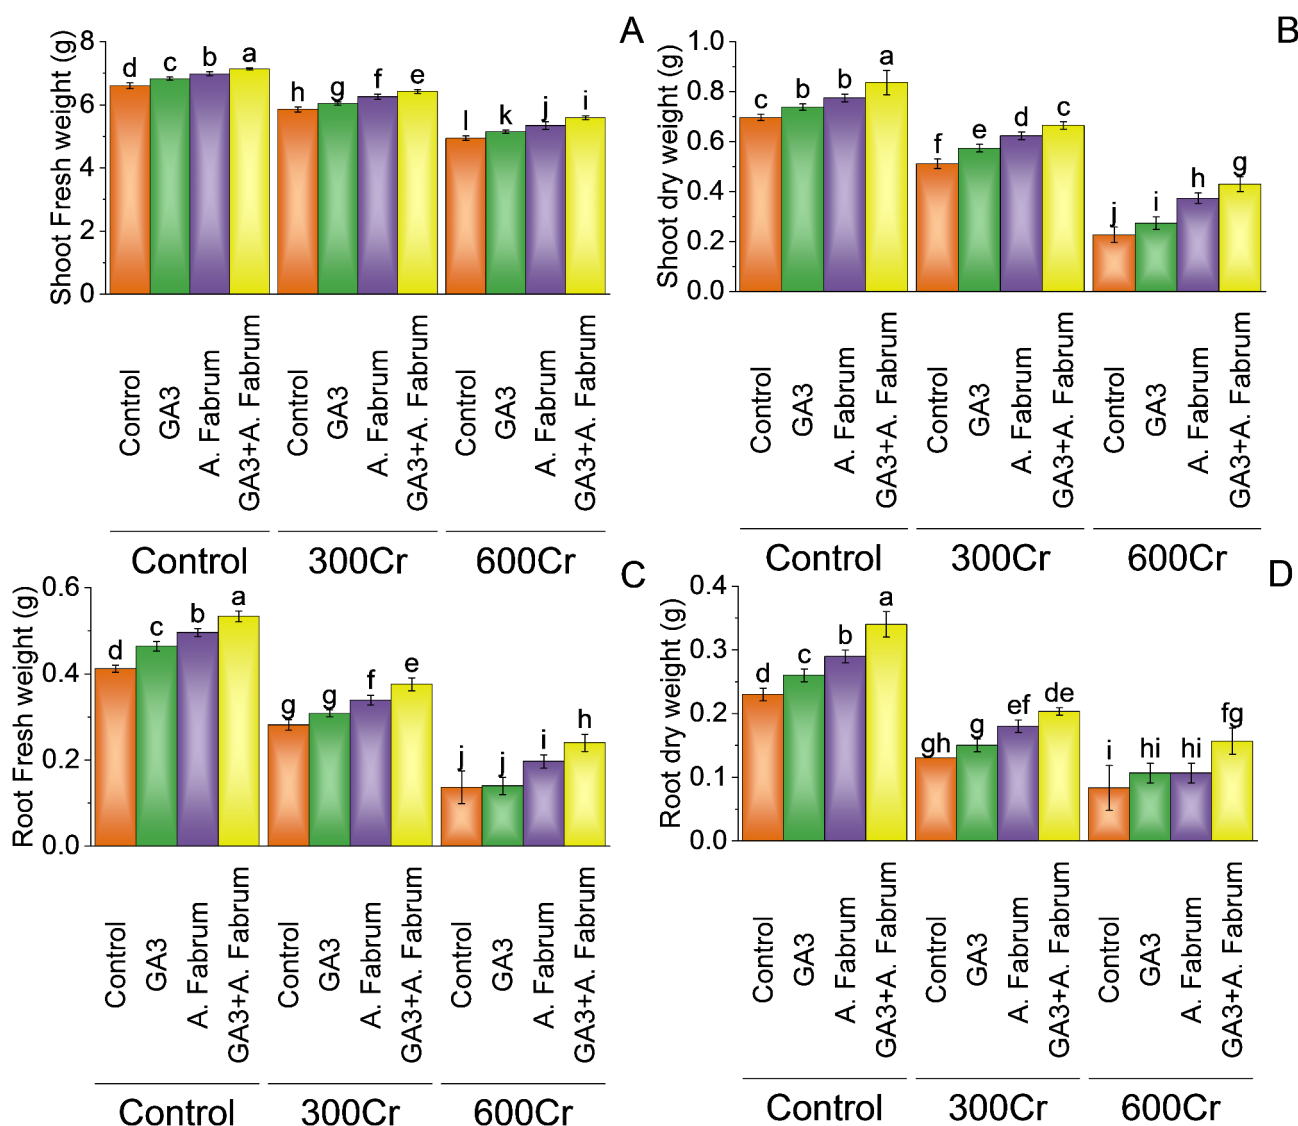 A
Shoot Fresh weight (g)
8
6
4
2
0
d c b a
h g f e
l k j i
Control
GA3
A. Fabrum
GA3+A. Fabrum
Control
GA3
A. Fabrum
GA3+A. Fabrum
Control
GA3
A. Fabrum
GA3+A. Fabrum
Control 300Cr 600Cr
B
Shoot dry weight (g)
1.0
0.8
0.6
0.4
0.2
0.0
c b b a
f e d c
j i h g
Control
GA3
A. Fabrum
GA3+A. Fabrum
Control
GA3
A. Fabrum
GA3+A. Fabrum
Control
GA3
A. Fabrum
GA3+A. Fabrum
Control 300Cr 600Cr
C
Root Fresh weight (g)
0.6
0.4
0.2
0.0
d c b a
g g f e
j j i h
Control
GA3
A. Fabrum
GA3+A. Fabrum
Control
GA3
A. Fabrum
GA3+A. Fabrum
Control
GA3
A. Fabrum
GA3+A. Fabrum
Control 300Cr 600Cr
D
Root dry weight (g)
0.4
0.3
0.2
0.1
0.0
d c b a
gh g ef de
i hi hi fg
Control
GA3
A. Fabrum
GA3+A. Fabrum
Control
GA3
A. Fabrum
GA3+A. Fabrum
Control
GA3
A. Fabrum
GA3+A. Fabrum
Control 300Cr 600Cr